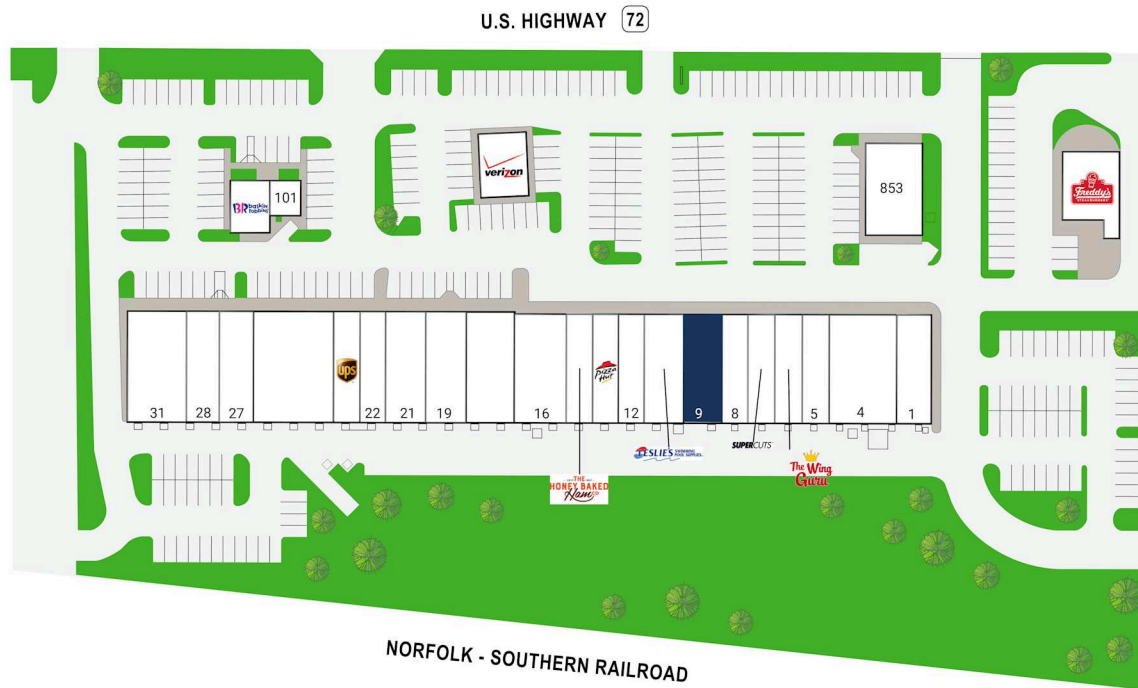 U.S. HIGHWAY 72
verizon
853
Freddy's
STEAKBURGERS
BR baskin
robbins
101
ups
Pizza
Hut
31
28
27
22
21
19
16
12
9
8
5
4
1
LESLIE'S SWIMMING
POOL SUPPLIES
SUPERCUTS
The Wing
Guru
THE
HONEY BAKED
Ham
NORFOLK - SOUTHERN RAILROAD